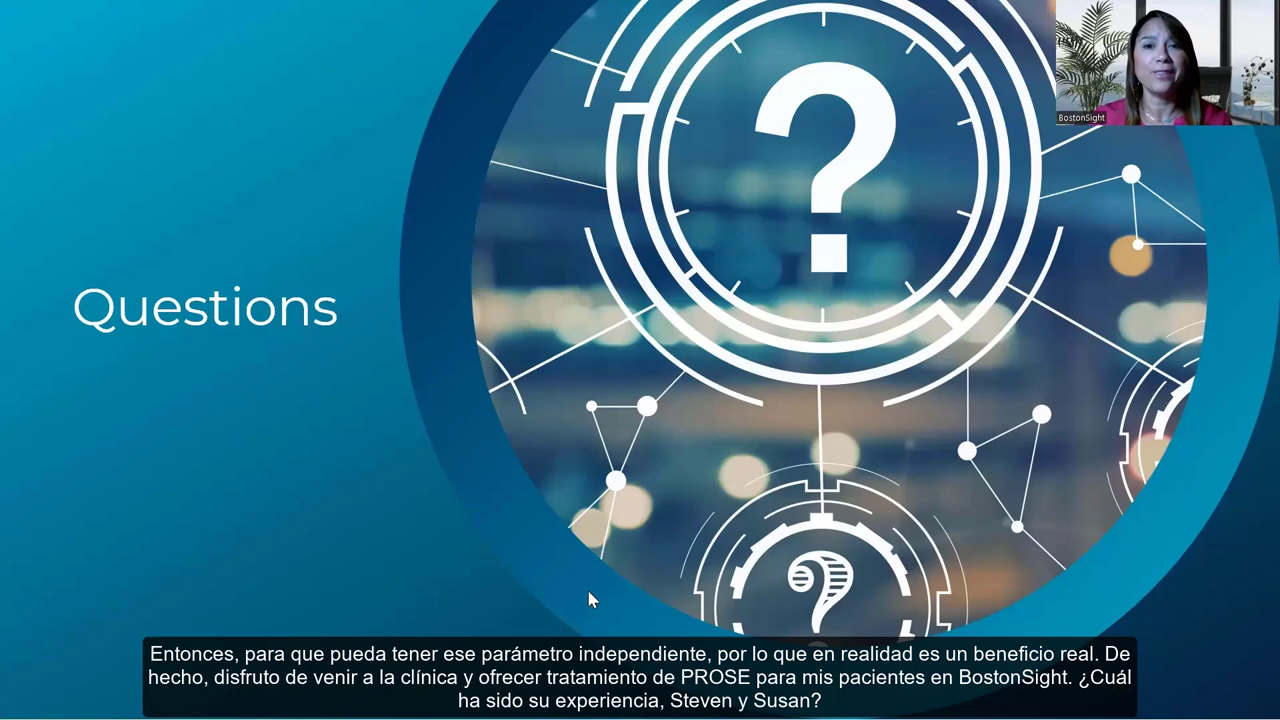 BostonSight
Questions
Entonces, para que pueda tener ese parámetro independiente, por lo que en realidad es un beneficio real. De
hecho, disfruto de venir a la clínica y ofrecer tratamiento de PROSE para mis pacientes en BostonSight. ¿Cuál
ha sido su experiencia, Steven y Susan?